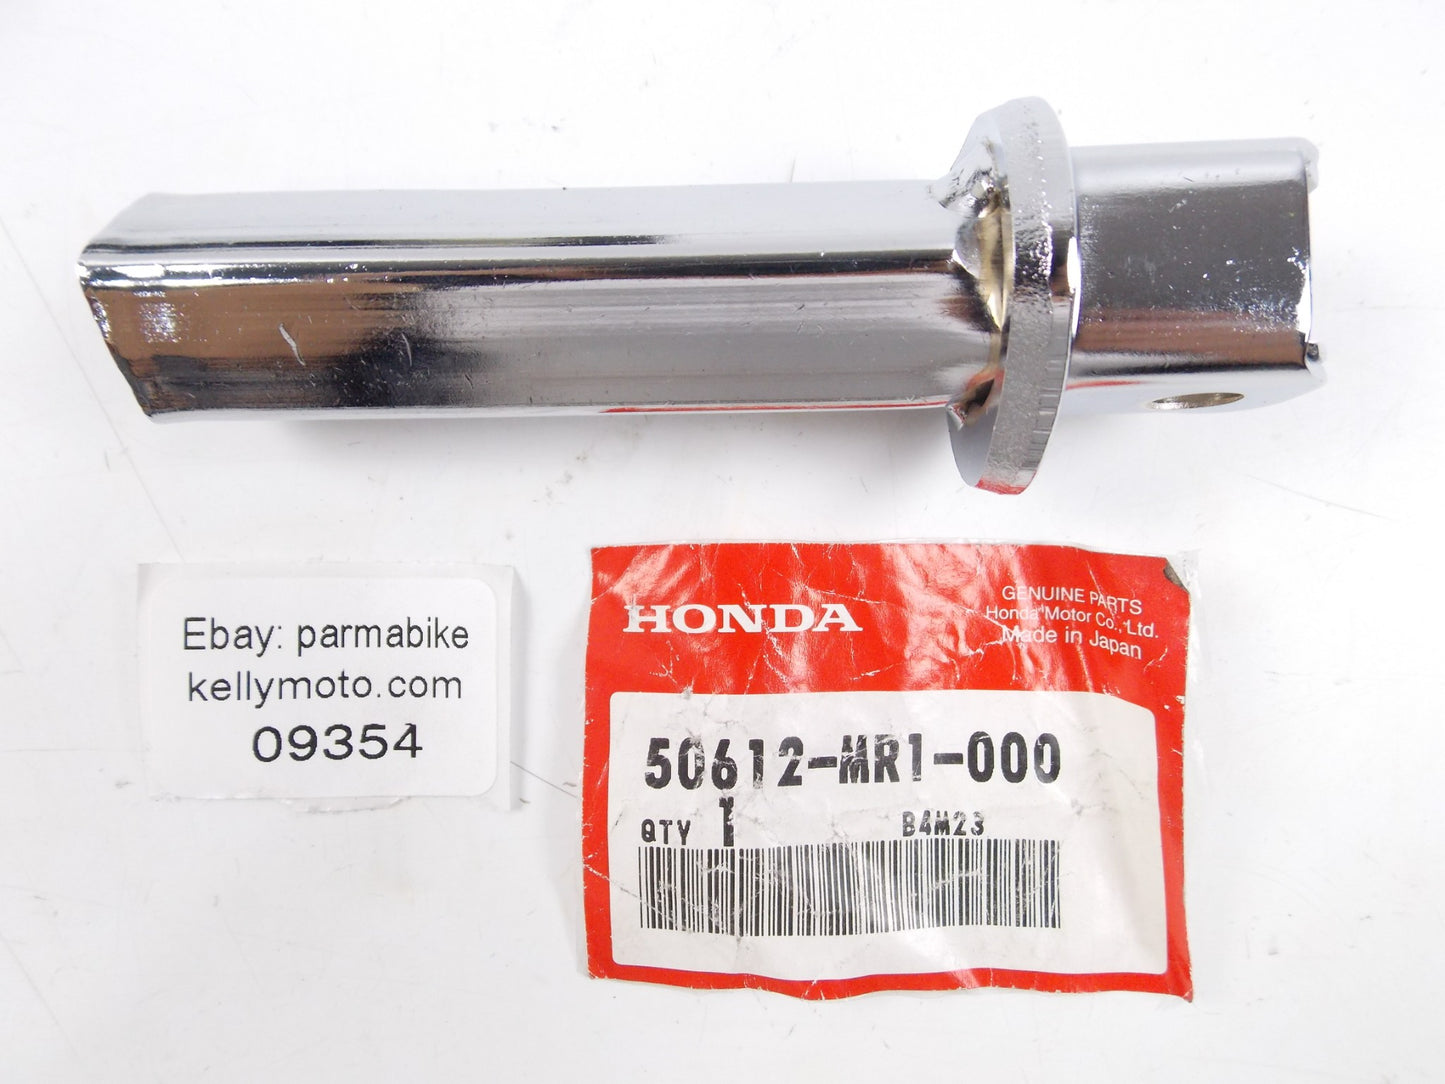 Ebay: parmabike
kellymoto.com
09354
HONDA
GENUINE PARTS
Honda Motor Co., Ltd.
Made in Japan
50612-MR1-000
QTY 1 B4M23